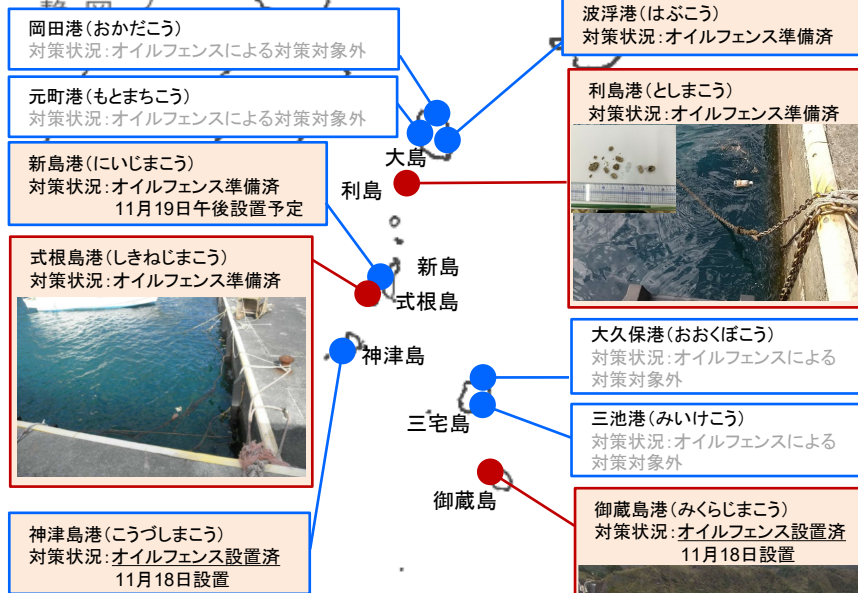 岡田港(おかだこう)
対策状況:オイルフェンスによる対策対象外
元町港(もとまちこう)
対策状況:オイルフェンスによる対策対象外
新島港(にいじまこう)
対策状況:オイルフェンス準備済
11月19日午後設置予定
式根島港(しきねじまこう)
対策状況:オイルフェンス準備済
神津島港(こうづしまこう)
対策状況:オイルフェンス設置済
11月18日設置
大島
利島
新島
式根島
神津島
三宅島
御蔵島
波浮港(はぶこう)
対策状況:オイルフェンス準備済
利島港(としまこう)
対策状況:オイルフェンス準備済
大久保港(おおくぼこう)
対策状況:オイルフェンスによる
対策対象外
三池港(みいけこう)
対策状況:オイルフェンスによる
対策対象外
御蔵島港(みくらじまこう)
対策状況:オイルフェンス設置済
11月18日設置